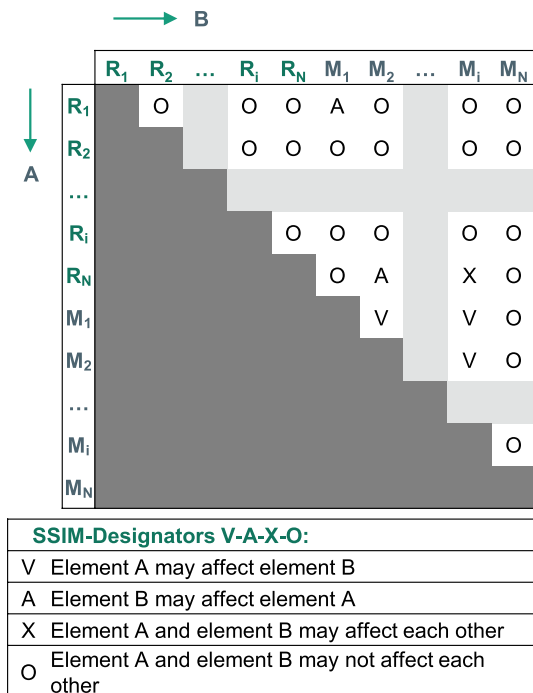 B
R1 R2 ... Ri RN M1 M2 ... Mi MN
R1 O O O A O O O
R2 O O O O O O
A
...
Ri O O O O O
RN O A X O
M1 V V O
M2 V O
...
Mi O
MN
SSIM-Designators V-A-X-O:
V Element A may affect element B
A Element B may affect element A
X Element A and element B may affect each other
O Element A and element B may not affect each
other